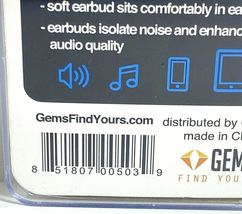 - soft earbud sits comfortably in ea
- earbuds isolate noise and enhanc
audio quality
GemsFindYours.com
distributed by
made in
GEM
FIND YOU
8 51807 00503 9